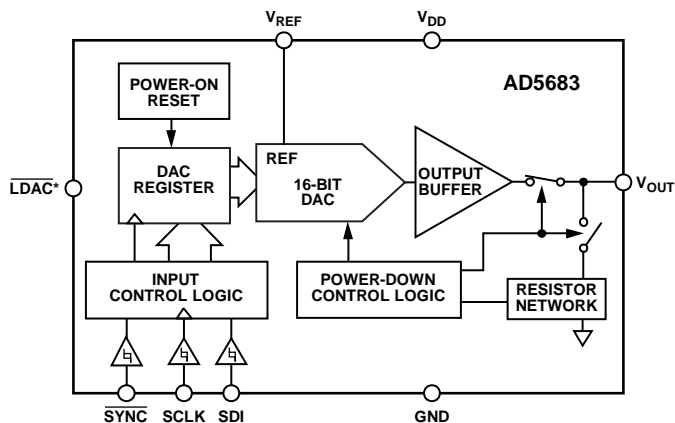 VREF
VDD
POWER-ON
RESET
AD5683
LDAC*
DAC
REGISTER
REF
16-BIT
DAC
OUTPUT
BUFFER
VOUT
INPUT
CONTROL LOGIC
POWER-DOWN
CONTROL LOGIC
RESISTOR
NETWORK
SYNC
SCLK
SDI
GND